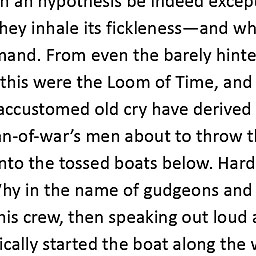 an hypothesis be indeed excep
hey inhale its fickleness—and wh
mand. From even the barely hinte
this were the Loom of Time, and
accustomed old cry have derived
an-of-war’s men about to throw t
nto the tossed boats below. Hard
Why in the name of gudgeons and
his crew, then speaking out loud a
ically started the boat along the w